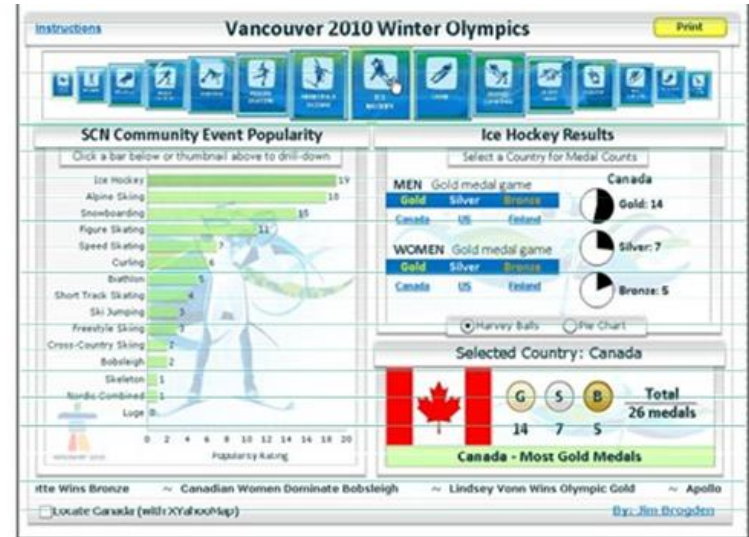 Instructions
Vancouver 2010 Winter Olympics
Print
SCN Community Event Popularity
Click a bar below or thumbnail above to drill-down
Ice Hockey 19
Alpine Skiing 18
Snowboarding 15
Figure Skating 11
Speed Skating 7
Curling 6
Biathlon 5
Short Track Skating 4
Ski Jumping 3
Freestyle Skiing 3
Cross-Country Skiing 2
Bobsleigh 2
Skeleton 1
Nordic Combined 1
Luge 0
0 2 4 6 8 10 12 14 16 18 20
Popularity Rating
Ice Hockey Results
Select a Country for Medal Counts
MEN Gold medal game
Gold Silver Bronze
Canada US Finland
WOMEN Gold medal game
Gold Silver Bronze
Canada US Finland
Canada
Gold: 14
Silver: 7
Bronze: 5
Harvey Balls Pie Chart
Selected Country: Canada
G S B
14 7 5
Total
26 medals
Canada - Most Gold Medals
tte Wins Bronze ~ Canadian Women Dominate Bobsleigh ~ Lindsey Vonn Wins Olympic Gold ~ Apollo
Locate Canada (with XYahooMap)
By: Jim Brogden